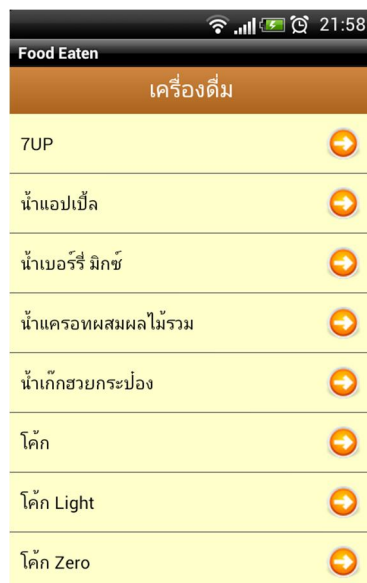 21:58
Food Eaten
เครื่องดื่ม
7UP
น้ำแอปเปิ้ล
น้ำเบอร์รี่ มิกซ์
น้ำแครอทผสมผลไม้รวม
น้ำเก๊กฮวยกระป๋อง
โค้ก
โค้ก Light
โค้ก Zero